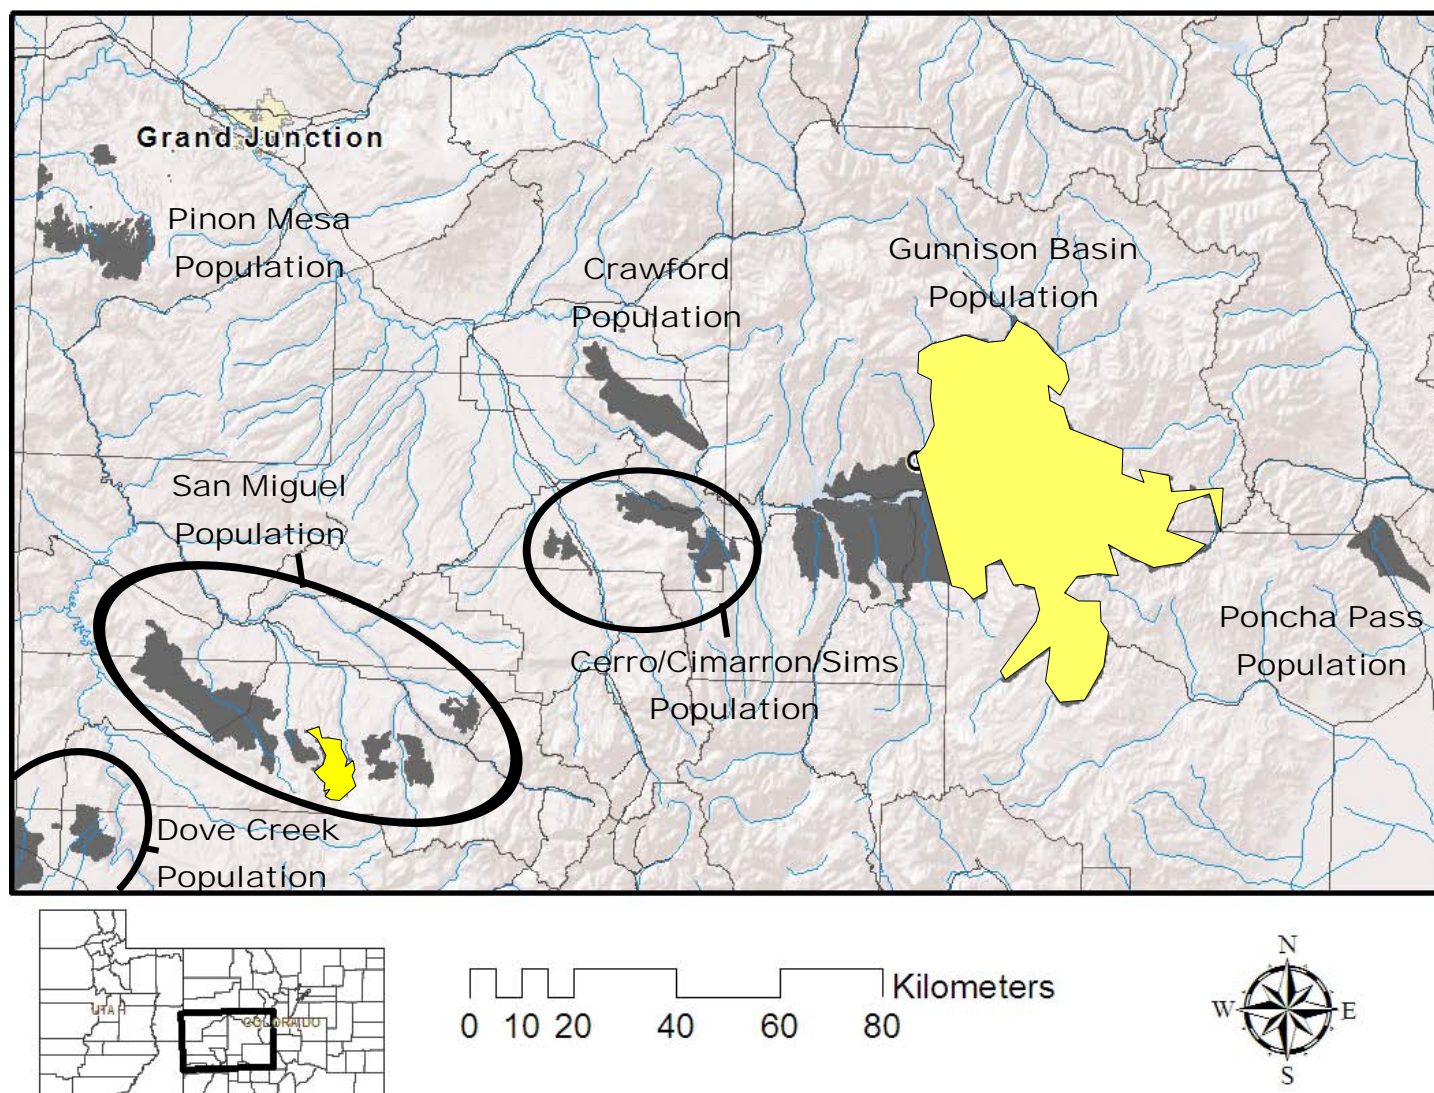 Grand Junction
Pinon Mesa
Population
Crawford
Population
Gunnison Basin
Population
San Miguel
Population
Cerro/Cimarron/Sims
Population
Poncha Pass
Population
Dove Creek
Population
UTAH
COLORADO
Kilometers
0 10 20 40 60 80
N
W E
S